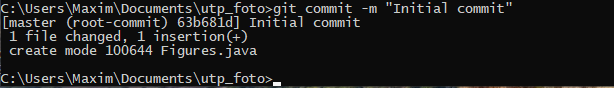 C:\Users\Maxim\Documents\utp_foto>git commit -m "Initial commit"
[master (root-commit) 63b681d] Initial commit
 1 file changed, 1 insertion(+)
 create mode 100644 Figures.java
C:\Users\Maxim\Documents\utp_foto>